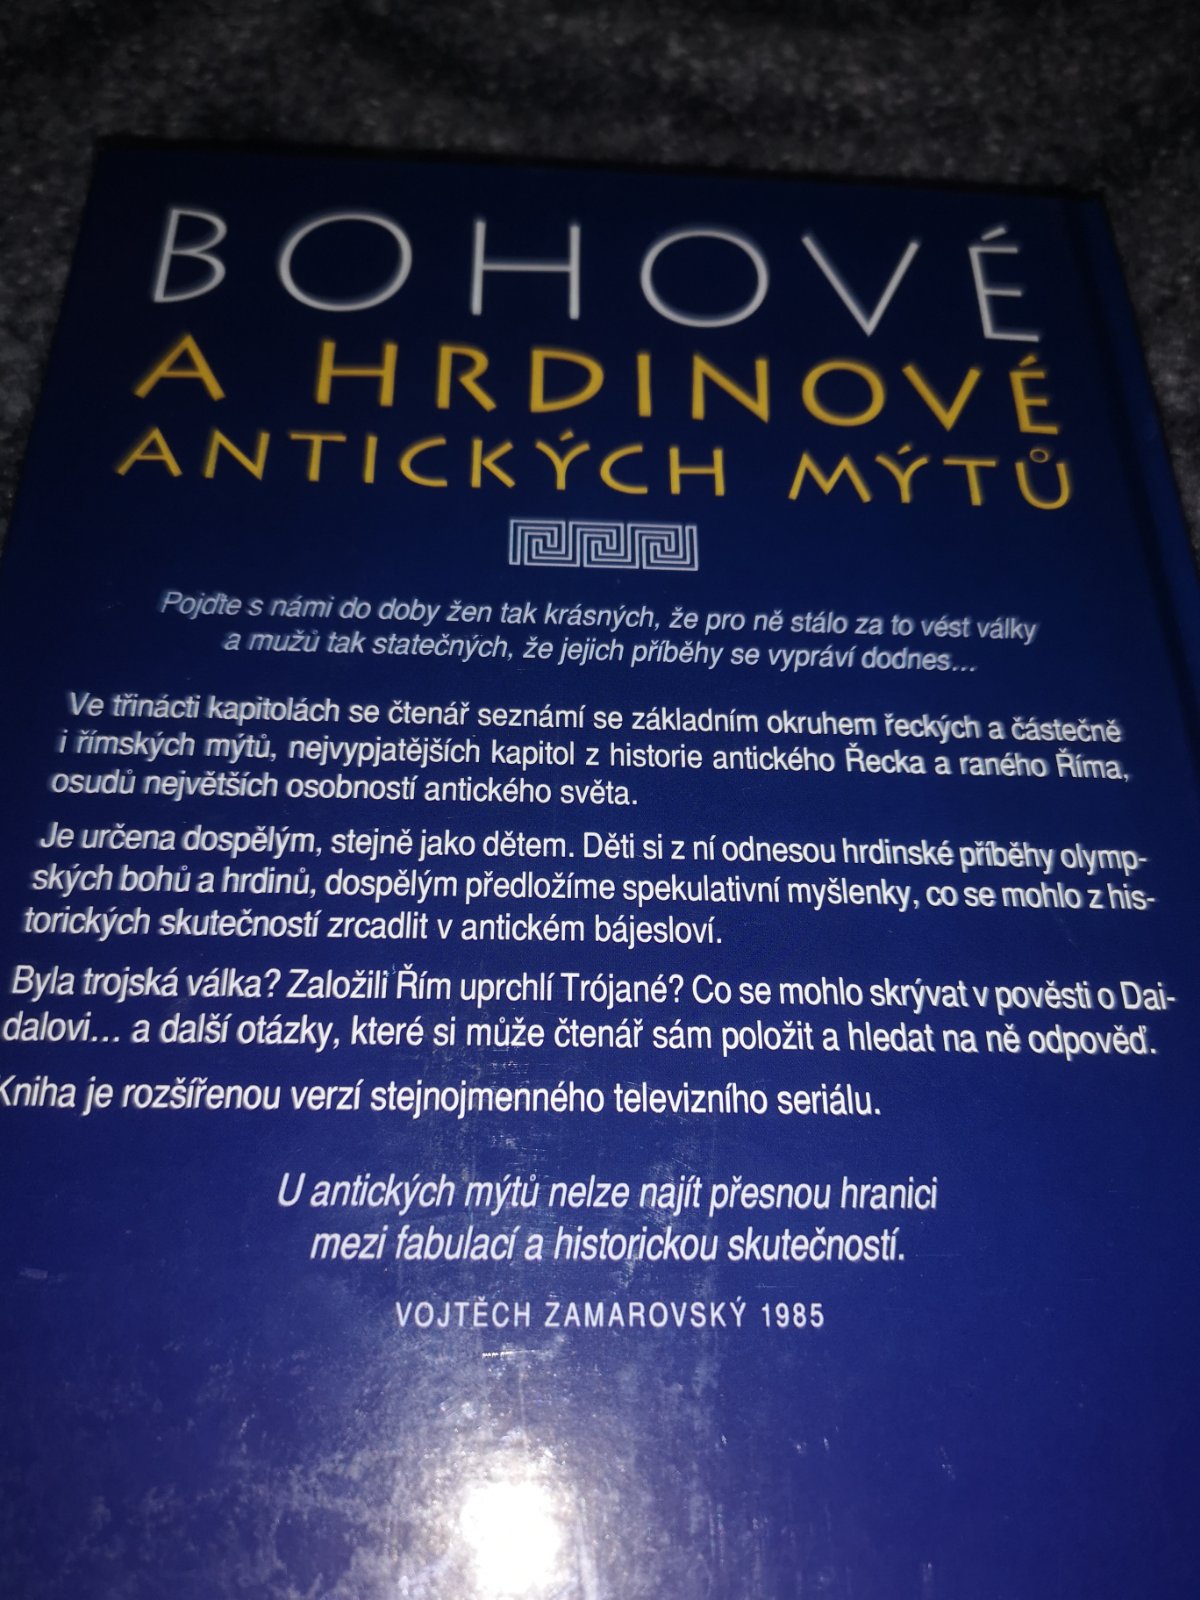 BOHOVÉ
A HRDINOVÉ
ANTICKÝCH MÝTŮ
Pojďte s námi do doby žen tak krásných, že pro ně stálo za to vést války
a mužů tak statečných, že jejich příběhy se vypráví dodnes...
Ve třinácti kapitolách se čtenář seznámí se základním okruhem řeckých a částečně
i římských mýtů, nejvypjatějších kapitol z historie antického Řecka a raného Říma,
osudů největších osobností antického světa.
Je určena dospělým, stejně jako dětem. Děti si z ní odnesou hrdinské příběhy olymp-
ských bohů a hrdinů, dospělým předložíme spekulativní myšlenky, co se mohlo z his-
torických skutečností zrcadlit v antickém bájesloví.
Byla trojská válka? Založili Řím uprchlí Trójané? Co se mohlo skrývat v pověsti o Dai-
dalovi... a další otázky, které si může čtenář sám položit a hledat na ně odpověď.
Kniha je rozšířenou verzí stejnojmenného televizního seriálu.
U antických mýtů nelze najít přesnou hranici
mezi fabulací a historickou skutečností.
VOJTĚCH ZAMAROVSKÝ 1985